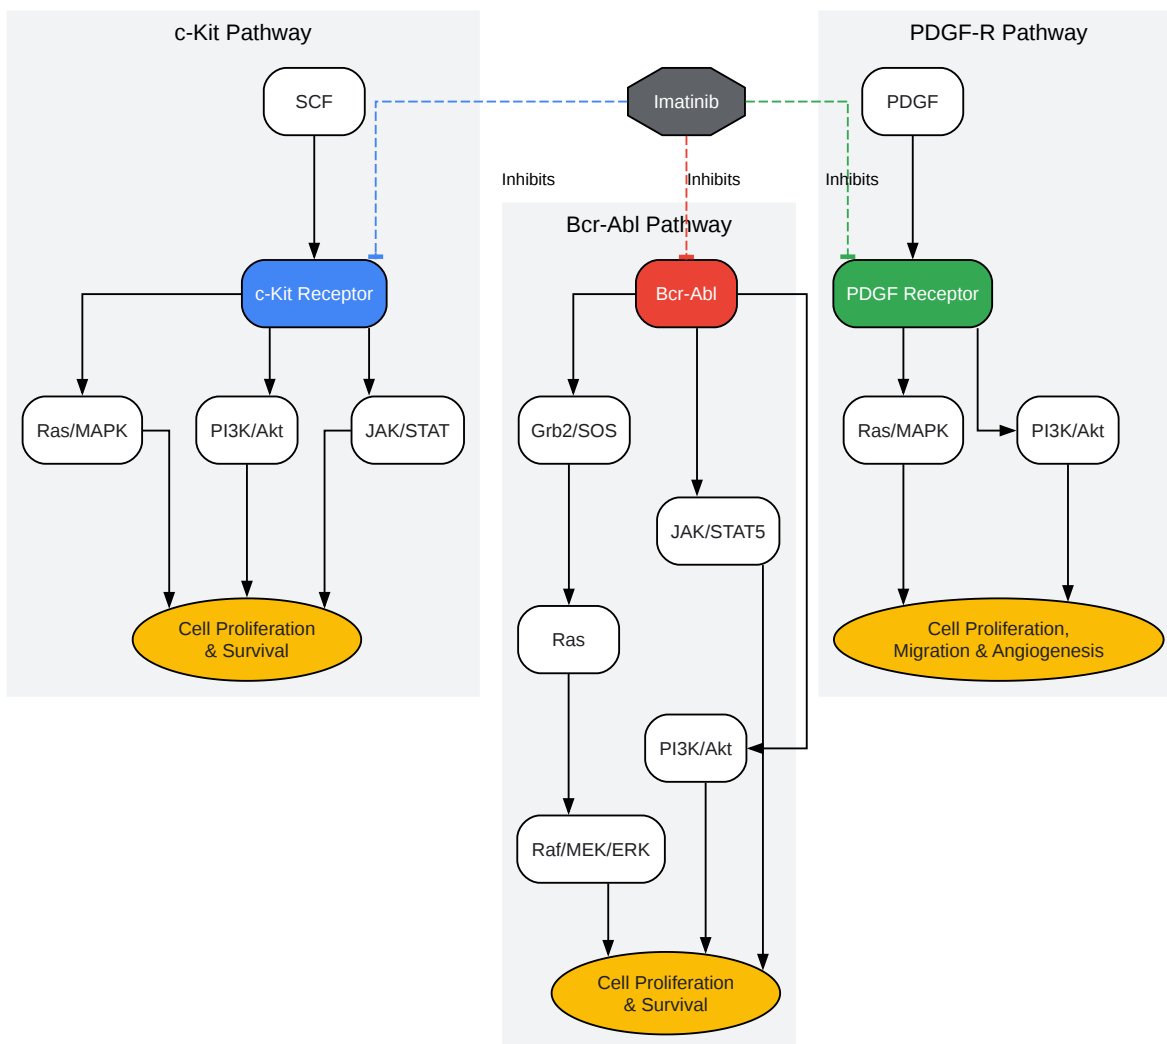 c-Kit Pathway
PDGF-R Pathway
SCF
Imatinib
PDGF
Inhibits
Inhibits
Inhibits
Bcr-Abl Pathway
c-Kit Receptor
Bcr-Abl
PDGF Receptor
Ras/MAPK
PI3K/Akt
JAK/STAT
Grb2/SOS
Ras/MAPK
PI3K/Akt
JAK/STAT5
Cell Proliferation
& Survival
Ras
Cell Proliferation,
Migration & Angiogenesis
PI3K/Akt
Raf/MEK/ERK
Cell Proliferation
& Survival